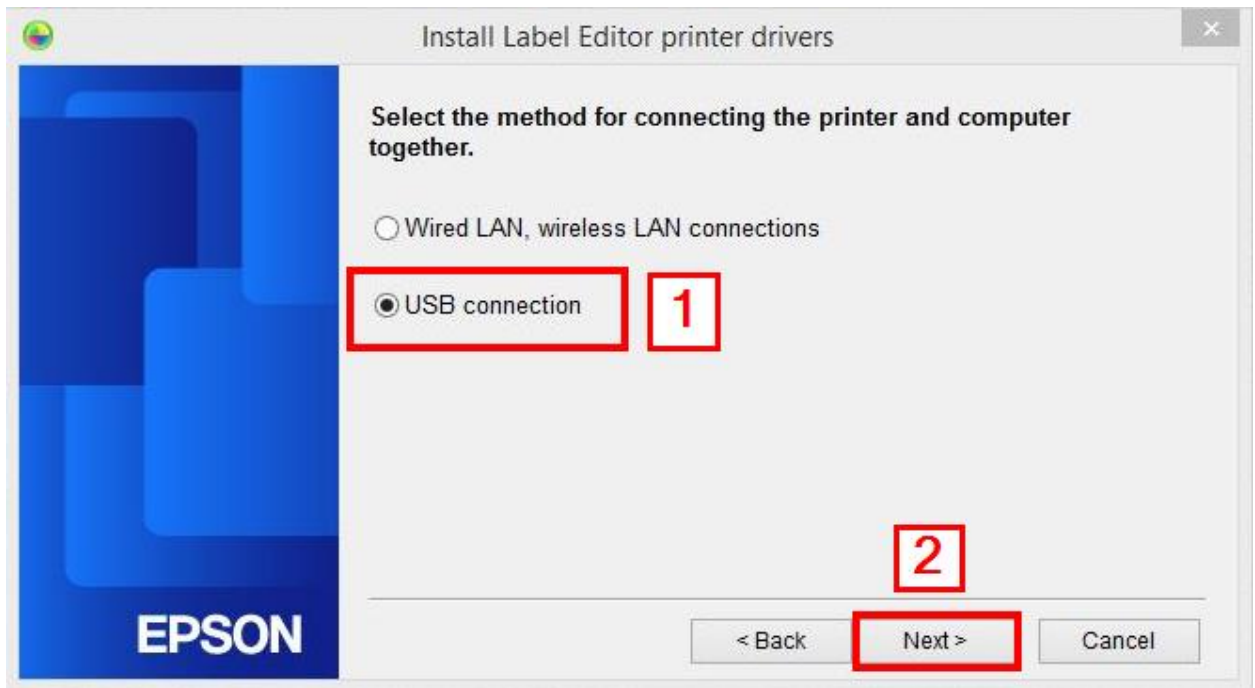 Install Label Editor printer drivers
Select the method for connecting the printer and computer
together.
Wired LAN, wireless LAN connections
USB connection
1
2
EPSON
< Back
Next >
Cancel